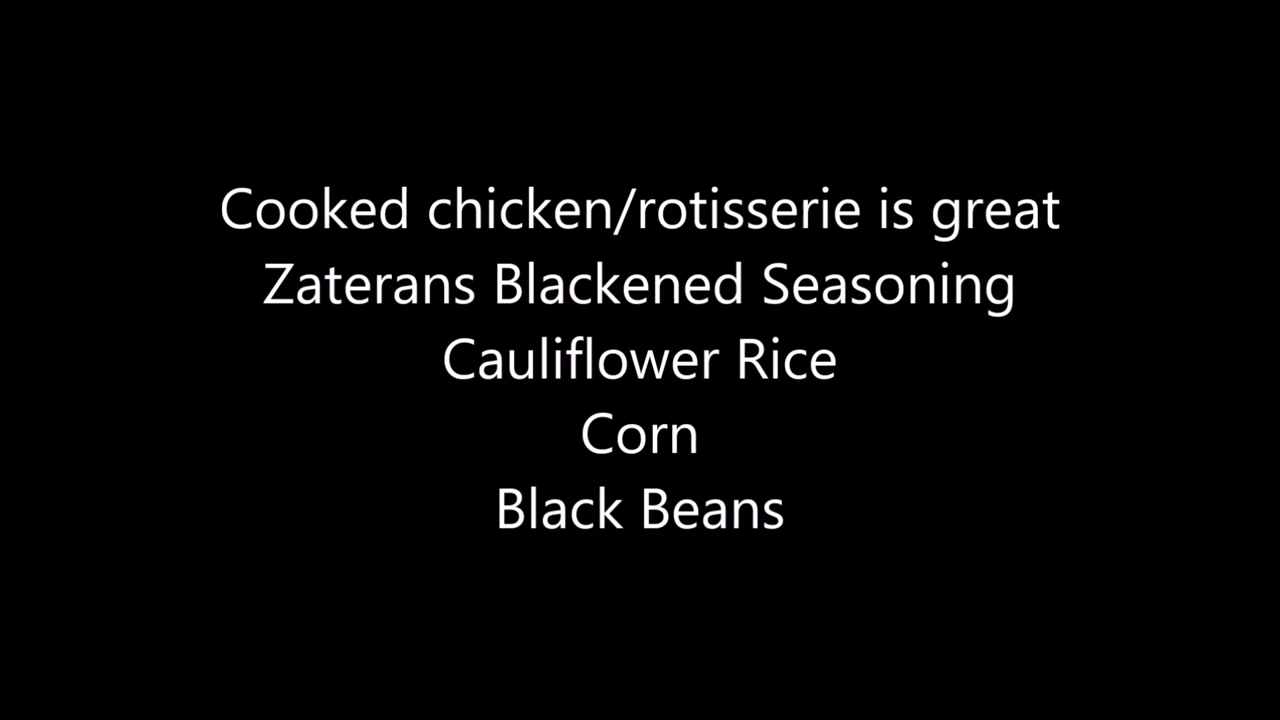 Cooked chicken/rotisserie is great
Zaterans Blackened Seasoning
Cauliflower Rice
Corn
Black Beans